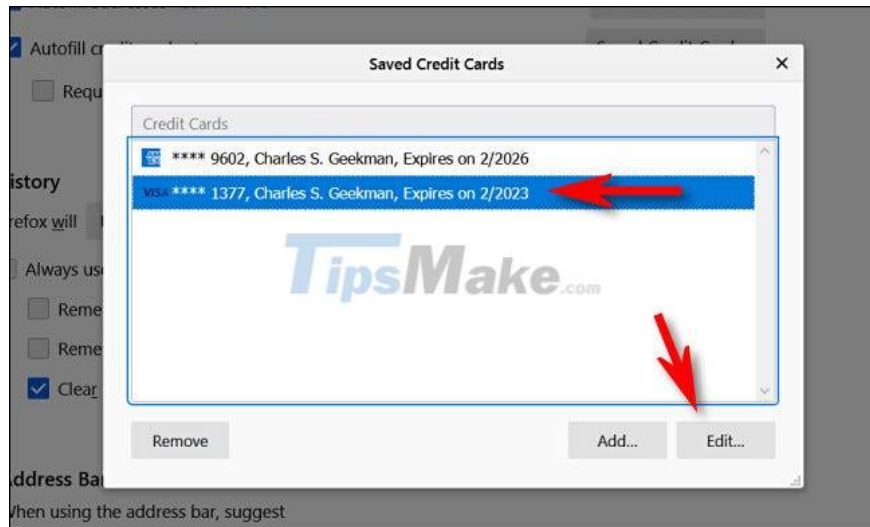 Autofill
Saved Credit Cards
Requ
Credit Cards
**** 9602, Charles S. Geekman, Expires on 2/2026
VISA **** 1377, Charles S. Geekman, Expires on 2/2023
istory
refox will
Always us
TipsMake.com
Reme
Reme
Clear
Remove
Add...
Edit...
ddress Ba
hen using the address bar, suggest